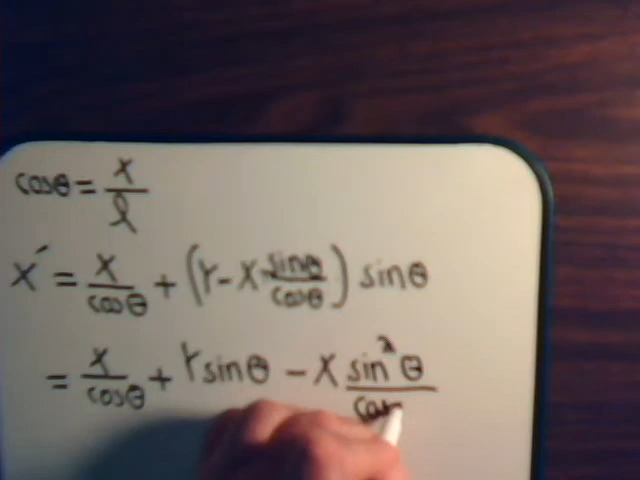 cosθ = x/l
x' = x/cosθ + (Y - x sinθ/cosθ) sinθ
= x/cosθ + Y sinθ - x sin²θ/cos